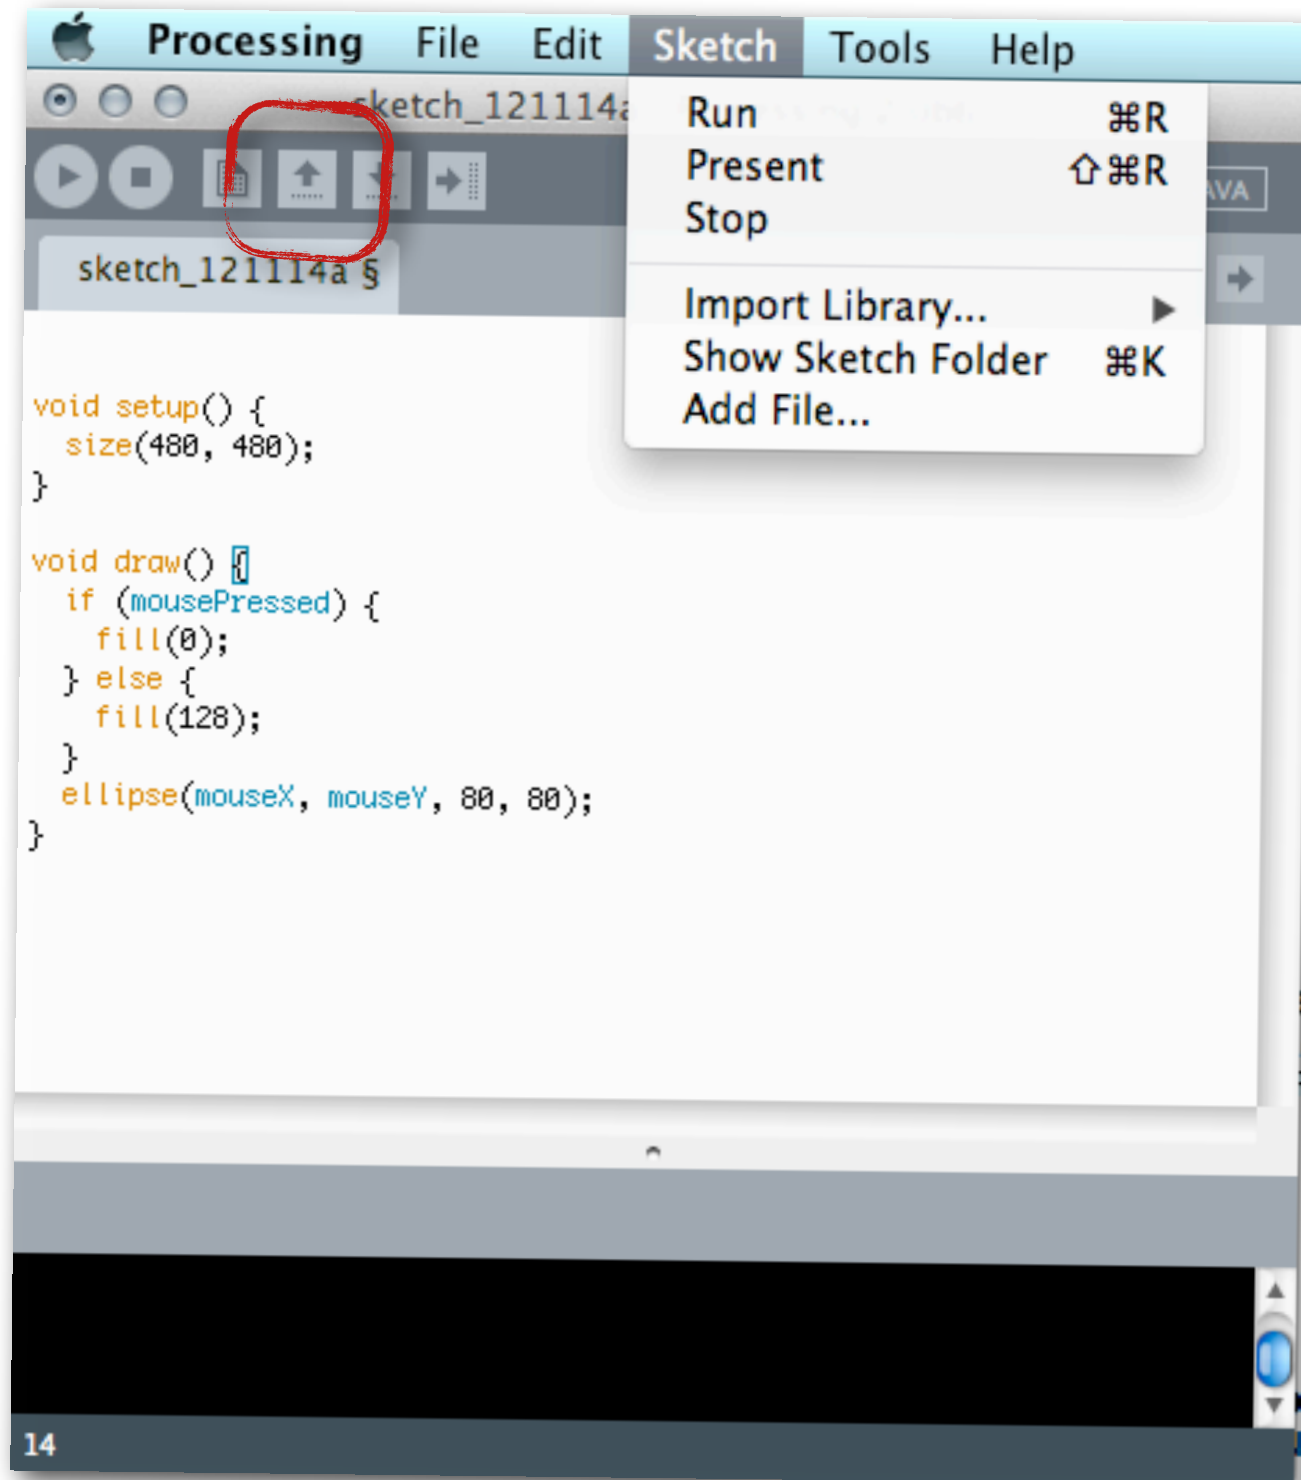 Processing File Edit Sketch Tools Help
sketch_121114a
Run ⌘R
Present ⇧⌘R
Stop
Import Library...
Show Sketch Folder ⌘K
Add File...
sketch_121114a §
void setup() {
  size(480, 480);
}
void draw() {
  if (mousePressed) {
    fill(0);
  } else {
    fill(128);
  }
  ellipse(mouseX, mouseY, 80, 80);
}
14